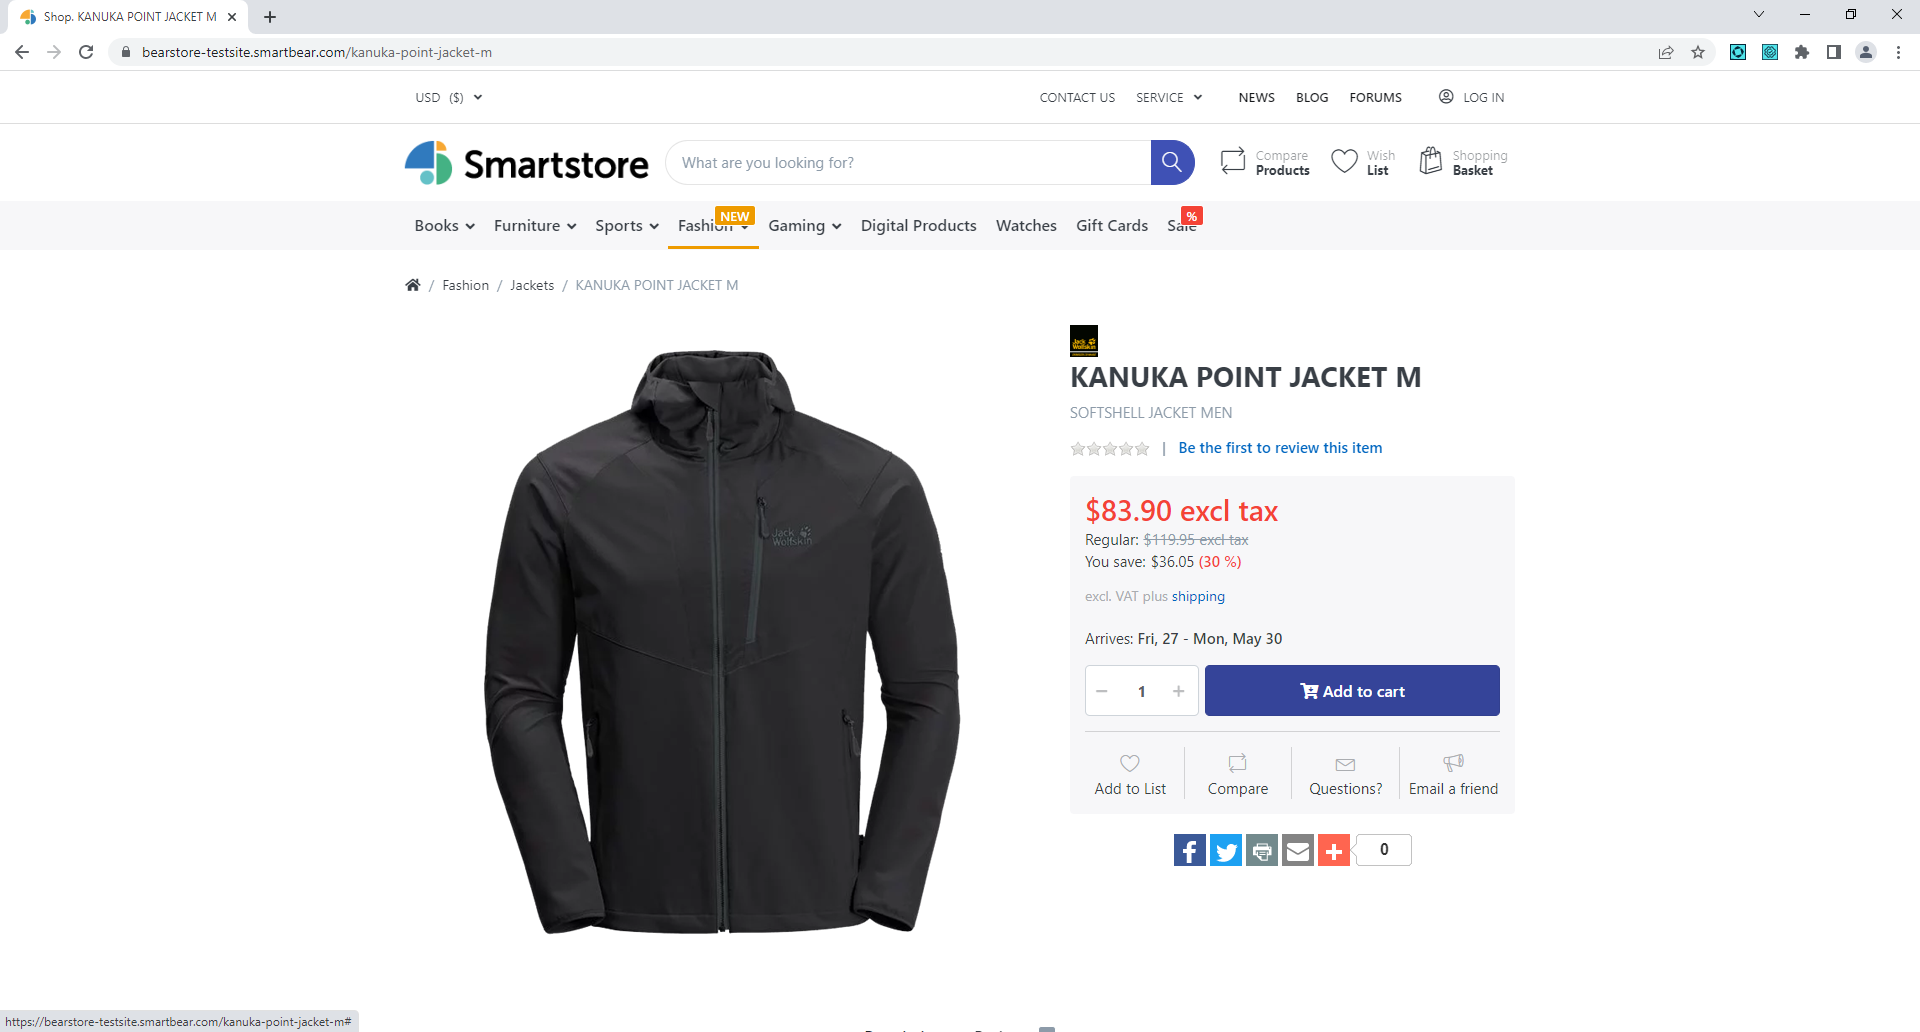 Shop. KANUKA POINT JACKET M
bearstore-testsite.smartbear.com/kanuka-point-jacket-m
USD ($)
CONTACT US SERVICE NEWS BLOG FORUMS LOG IN
Smartstore
What are you looking for?
Compare
Products
Wish
List
Shopping
Basket
NEW
%
Books Furniture Sports Fashion Gaming Digital Products Watches Gift Cards Sale
/ Fashion / Jackets / KANUKA POINT JACKET M
Jack
Wolfskin
KANUKA POINT JACKET M
SOFTSHELL JACKET MEN
| Be the first to review this item
Jack
Wolfskin
$83.90 excl tax
Regular: $119.95 excl tax
You save: $36.05 (30 %)
excl. VAT plus shipping
Arrives: Fri, 27 - Mon, May 30
1
Add to cart
Add to List
Compare
Questions?
Email a friend
0
https://bearstore-testsite.smartbear.com/kanuka-point-jacket-m#